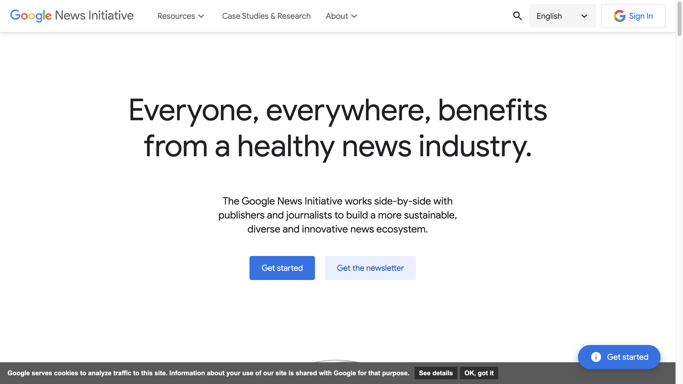 Google News Initiative
Resources
Case Studies & Research
About
English
Sign In
Everyone, everywhere, benefits
from a healthy news industry.
The Google News Initiative works side-by-side with
publishers and journalists to build a more sustainable,
diverse and innovative news ecosystem.
Get started
Get the newsletter
Get started
Google serves cookies to analyze traffic to this site. Information about your use of our site is shared with Google for that purpose.
See details
OK, got it